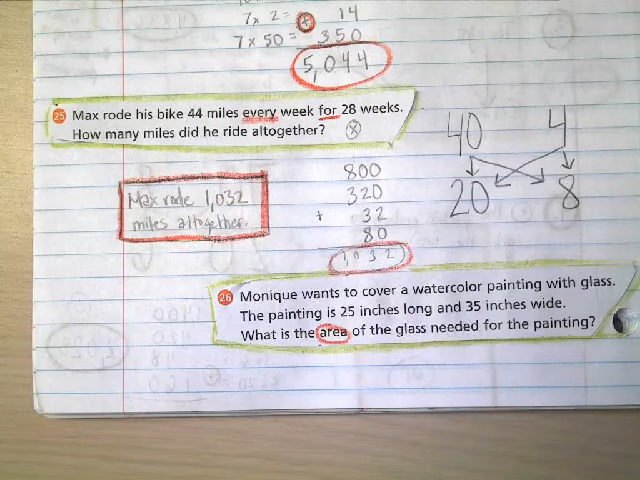 7 x 2 = + 14
7 x 50 = 350
5,044
25 Max rode his bike 44 miles every week for 28 weeks.
How many miles did he ride altogether?
40 4
20 8
800
320
+ 32
80
1032
Max rode 1,032
miles altogether.
26 Monique wants to cover a watercolor painting with glass.
The painting is 25 inches long and 35 inches wide.
What is the area of the glass needed for the painting?